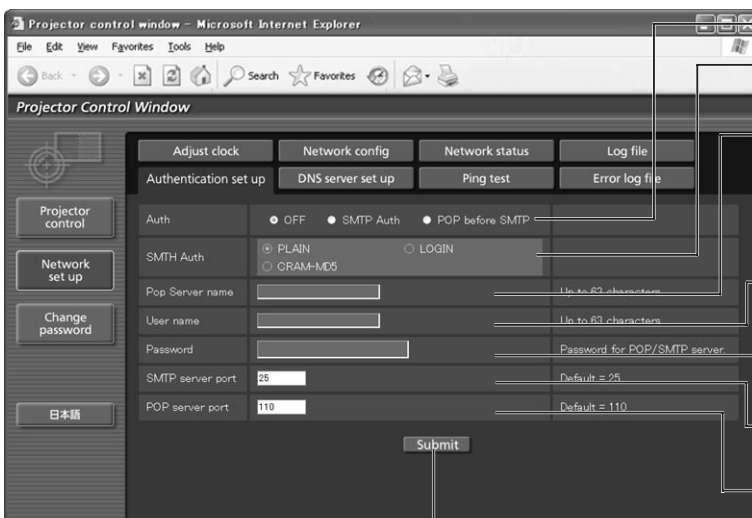 Projector control window - Microsoft Internet Explorer
File Edit View Favorites Tools Help
Back Search Favorites
Projector Control Window
Adjust clock Network config Network status Log file
Authentication set up DNS server set up Ping test Error log file
Projector control
Network set up
Change password
日本語
Auth OFF SMTP Auth POP before SMTP
SMTH Auth PLAIN LOGIN
CRAM-MD5
Pop Server name Up to 63 characters
User name Up to 63 characters
Password Password for POP/SMTP server.
SMTP server port 25 Default = 25
POP server port 110 Default = 110
Submit